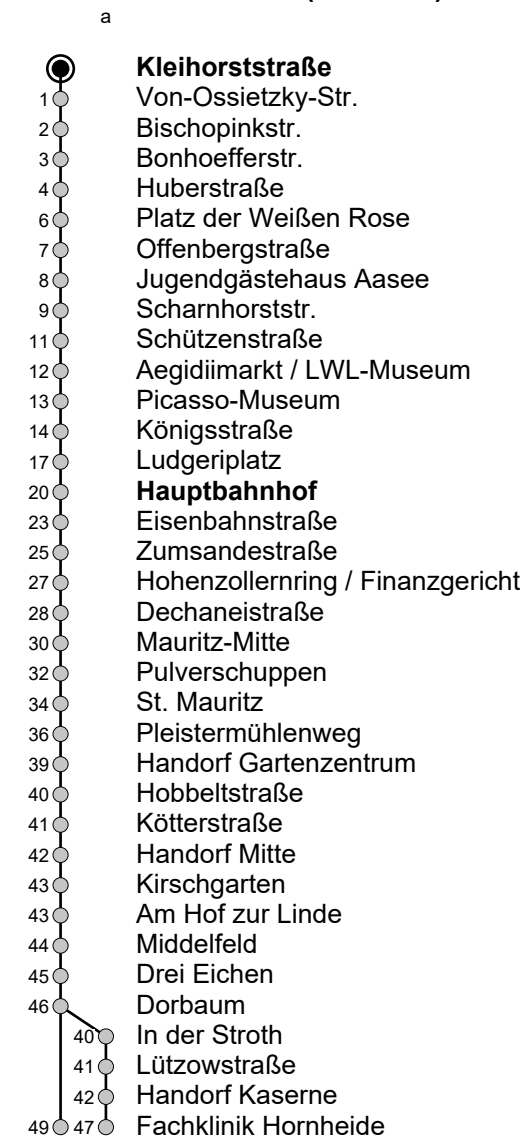 a
Kleihorststraße
1 Von-Ossietzky-Str.
2 Bischopinkstr.
3 Bonhoefferstr.
4 Huberstraße
6 Platz der Weißen Rose
7 Offenbergstraße
8 Jugendgästehaus Aasee
9 Scharnhorststr.
11 Schützenstraße
12 Aegidiimarkt / LWL-Museum
13 Picasso-Museum
14 Königsstraße
17 Ludgeriplatz
20 Hauptbahnhof
23 Eisenbahnstraße
25 Zumsandestraße
27 Hohenzollernring / Finanzgericht
28 Dechaneistraße
30 Mauritz-Mitte
32 Pulverschuppen
34 St. Mauritz
36 Pleistermühlenweg
39 Handorf Gartenzentrum
40 Hobbeltstraße
41 Kötterstraße
42 Handorf Mitte
43 Kirschgarten
43 Am Hof zur Linde
44 Middelfeld
45 Drei Eichen
46 Dorbaum
40 In der Stroth
41 Lützowstraße
42 Handorf Kaserne
49 47 Fachklinik Hornheide